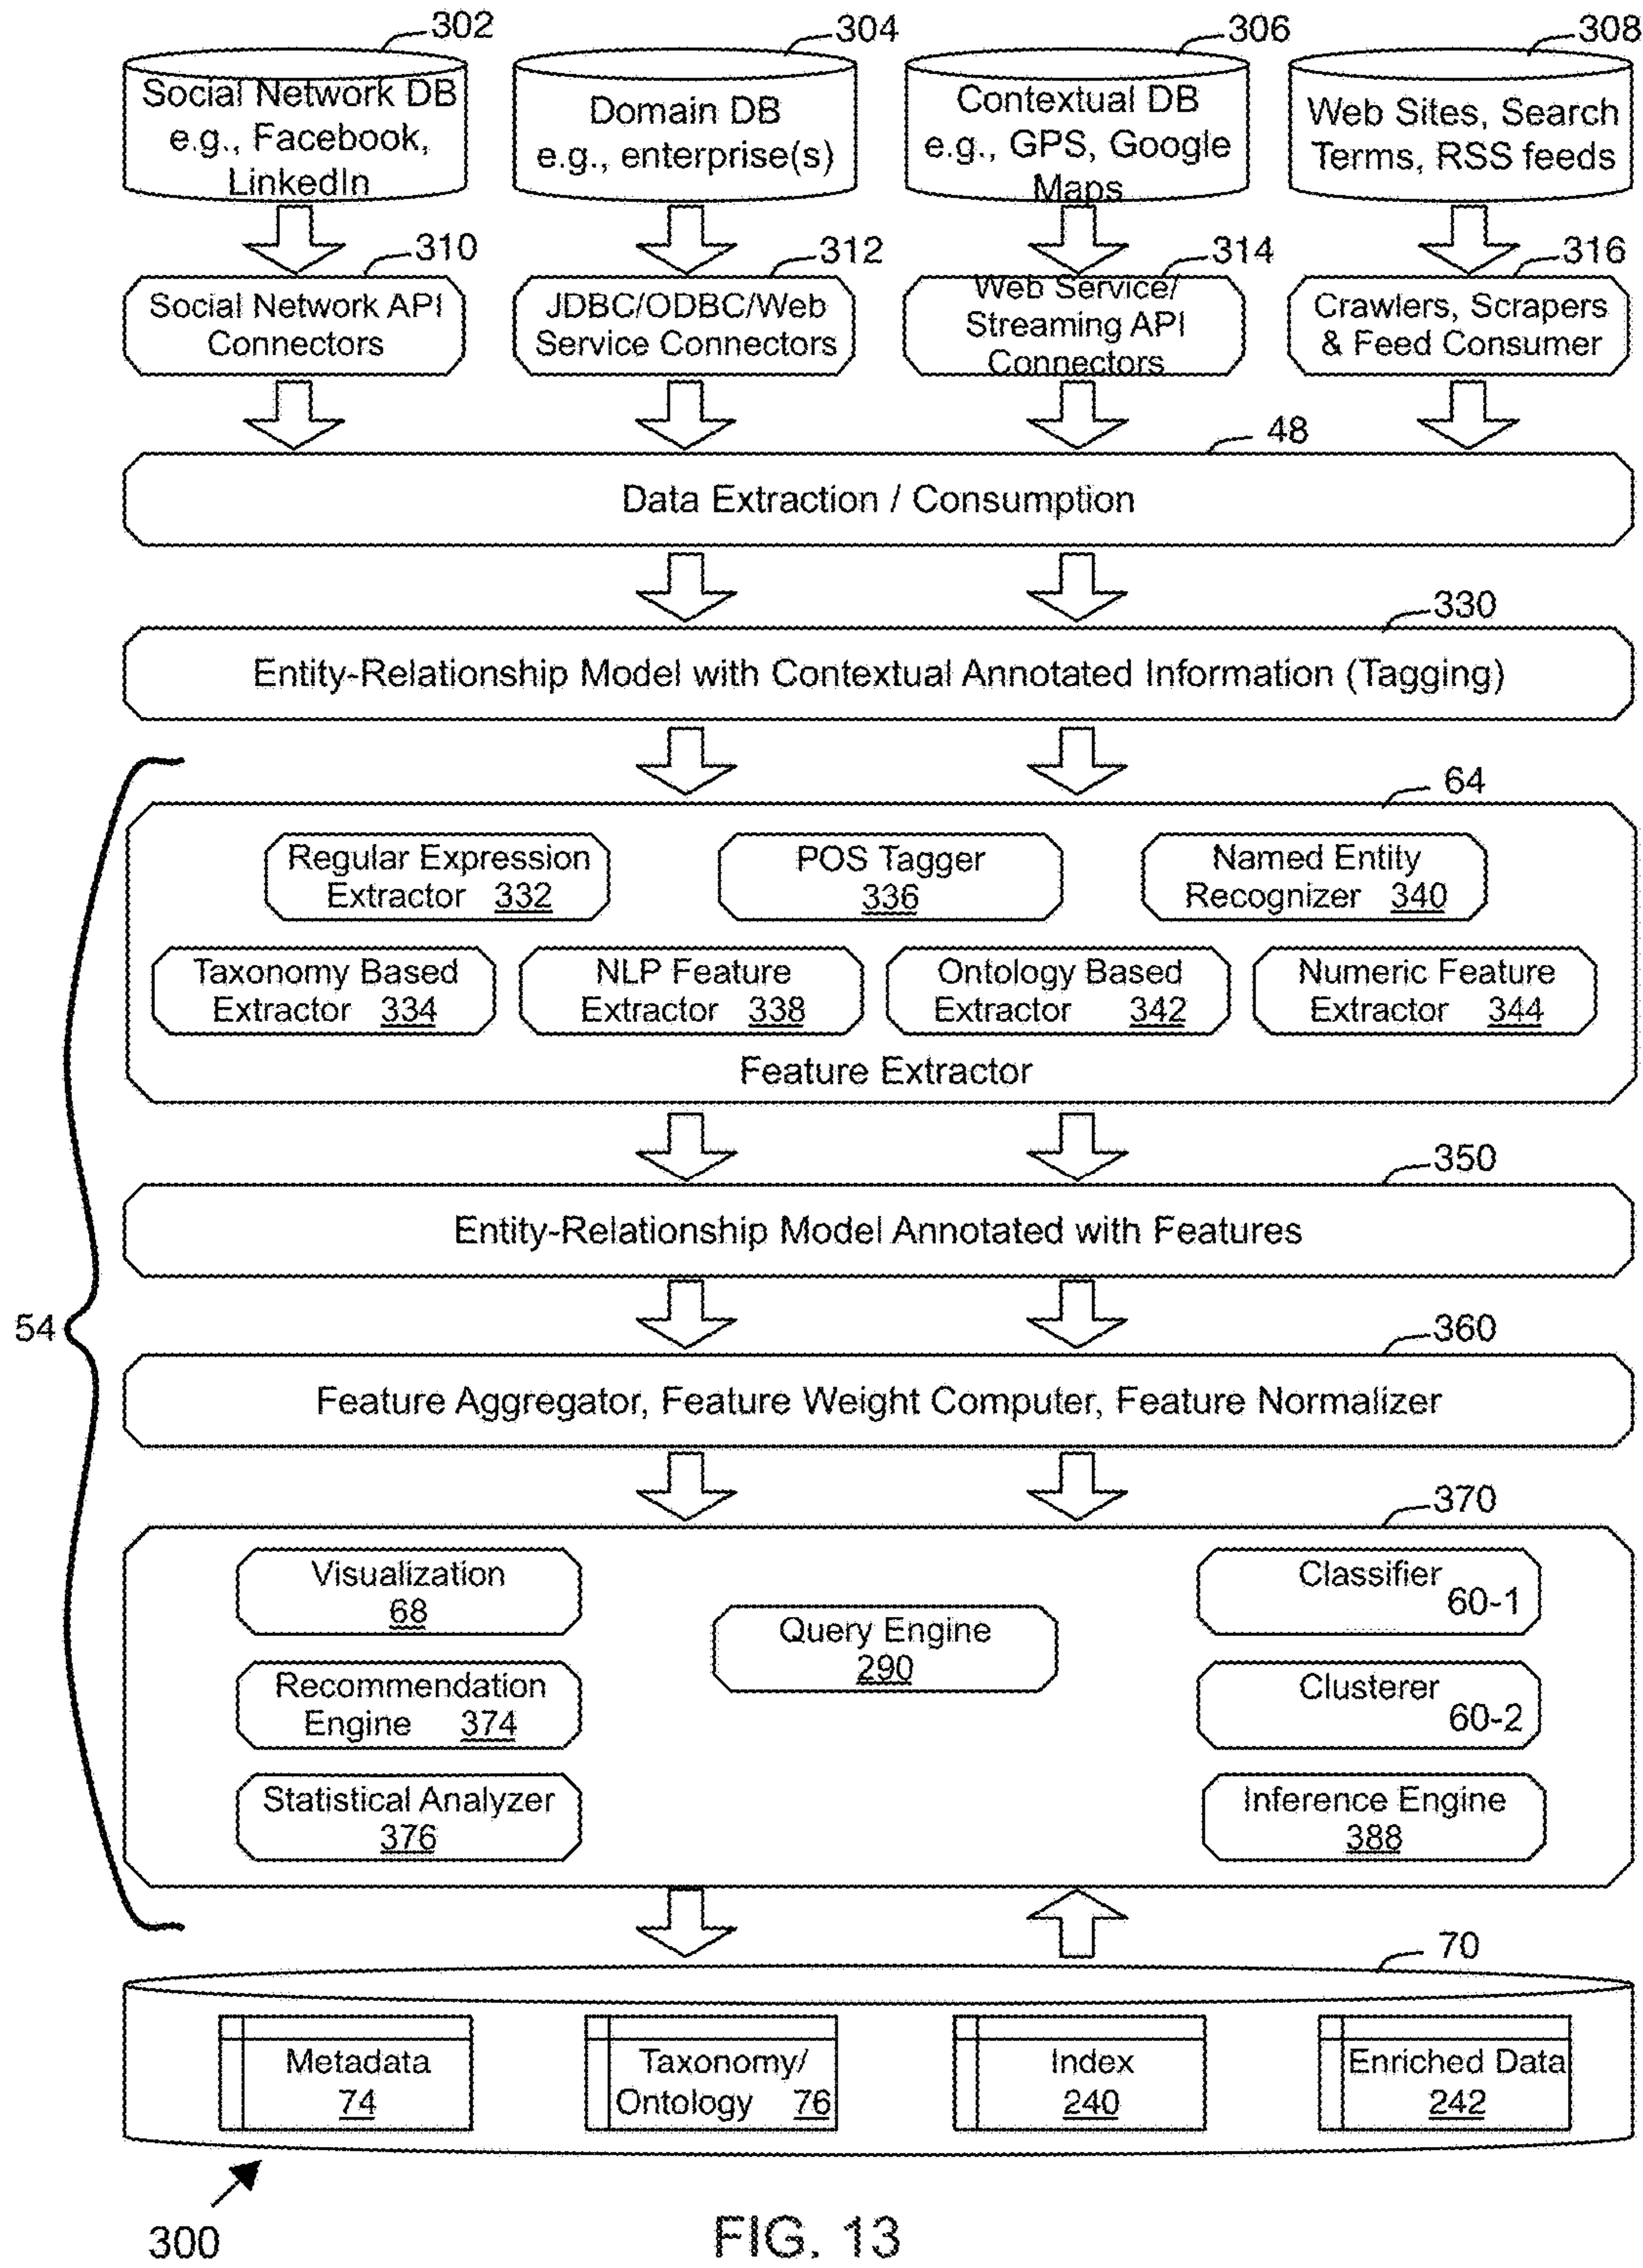 302
304
306
308
Social Network DB
e.g., Facebook,
LinkedIn
Domain DB
e.g., enterprise(s)
Contextual DB
e.g., GPS, Google
Maps
Web Sites, Search
Terms, RSS feeds
310
312
314
316
Social Network API
Connectors
JDBC/ODBC/Web
Service Connectors
Web Service/
Streaming API
Connectors
Crawlers, Scrapers
& Feed Consumer
48
Data Extraction / Consumption
330
Entity-Relationship Model with Contextual Annotated Information (Tagging)
64
Regular Expression
Extractor 332
POS Tagger
336
Named Entity
Recognizer 340
Taxonomy Based
Extractor 334
NLP Feature
Extractor 338
Ontology Based
Extractor 342
Numeric Feature
Extractor 344
Feature Extractor
350
Entity-Relationship Model Annotated with Features
54
360
Feature Aggregator, Feature Weight Computer, Feature Normalizer
370
Visualization
68
Query Engine
290
Classifier
60-1
Recommendation
Engine 374
Clusterer
60-2
Statistical Analyzer
376
Inference Engine
388
70
Metadata
74
Taxonomy/
Ontology 76
Index
240
Enriched Data
242
300
FIG. 13